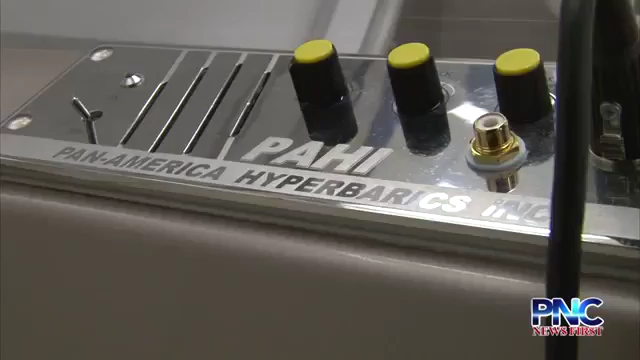 PAHI
PAN-AMERICA HYPERBARICS iNC
PNC
NEWS FIRST